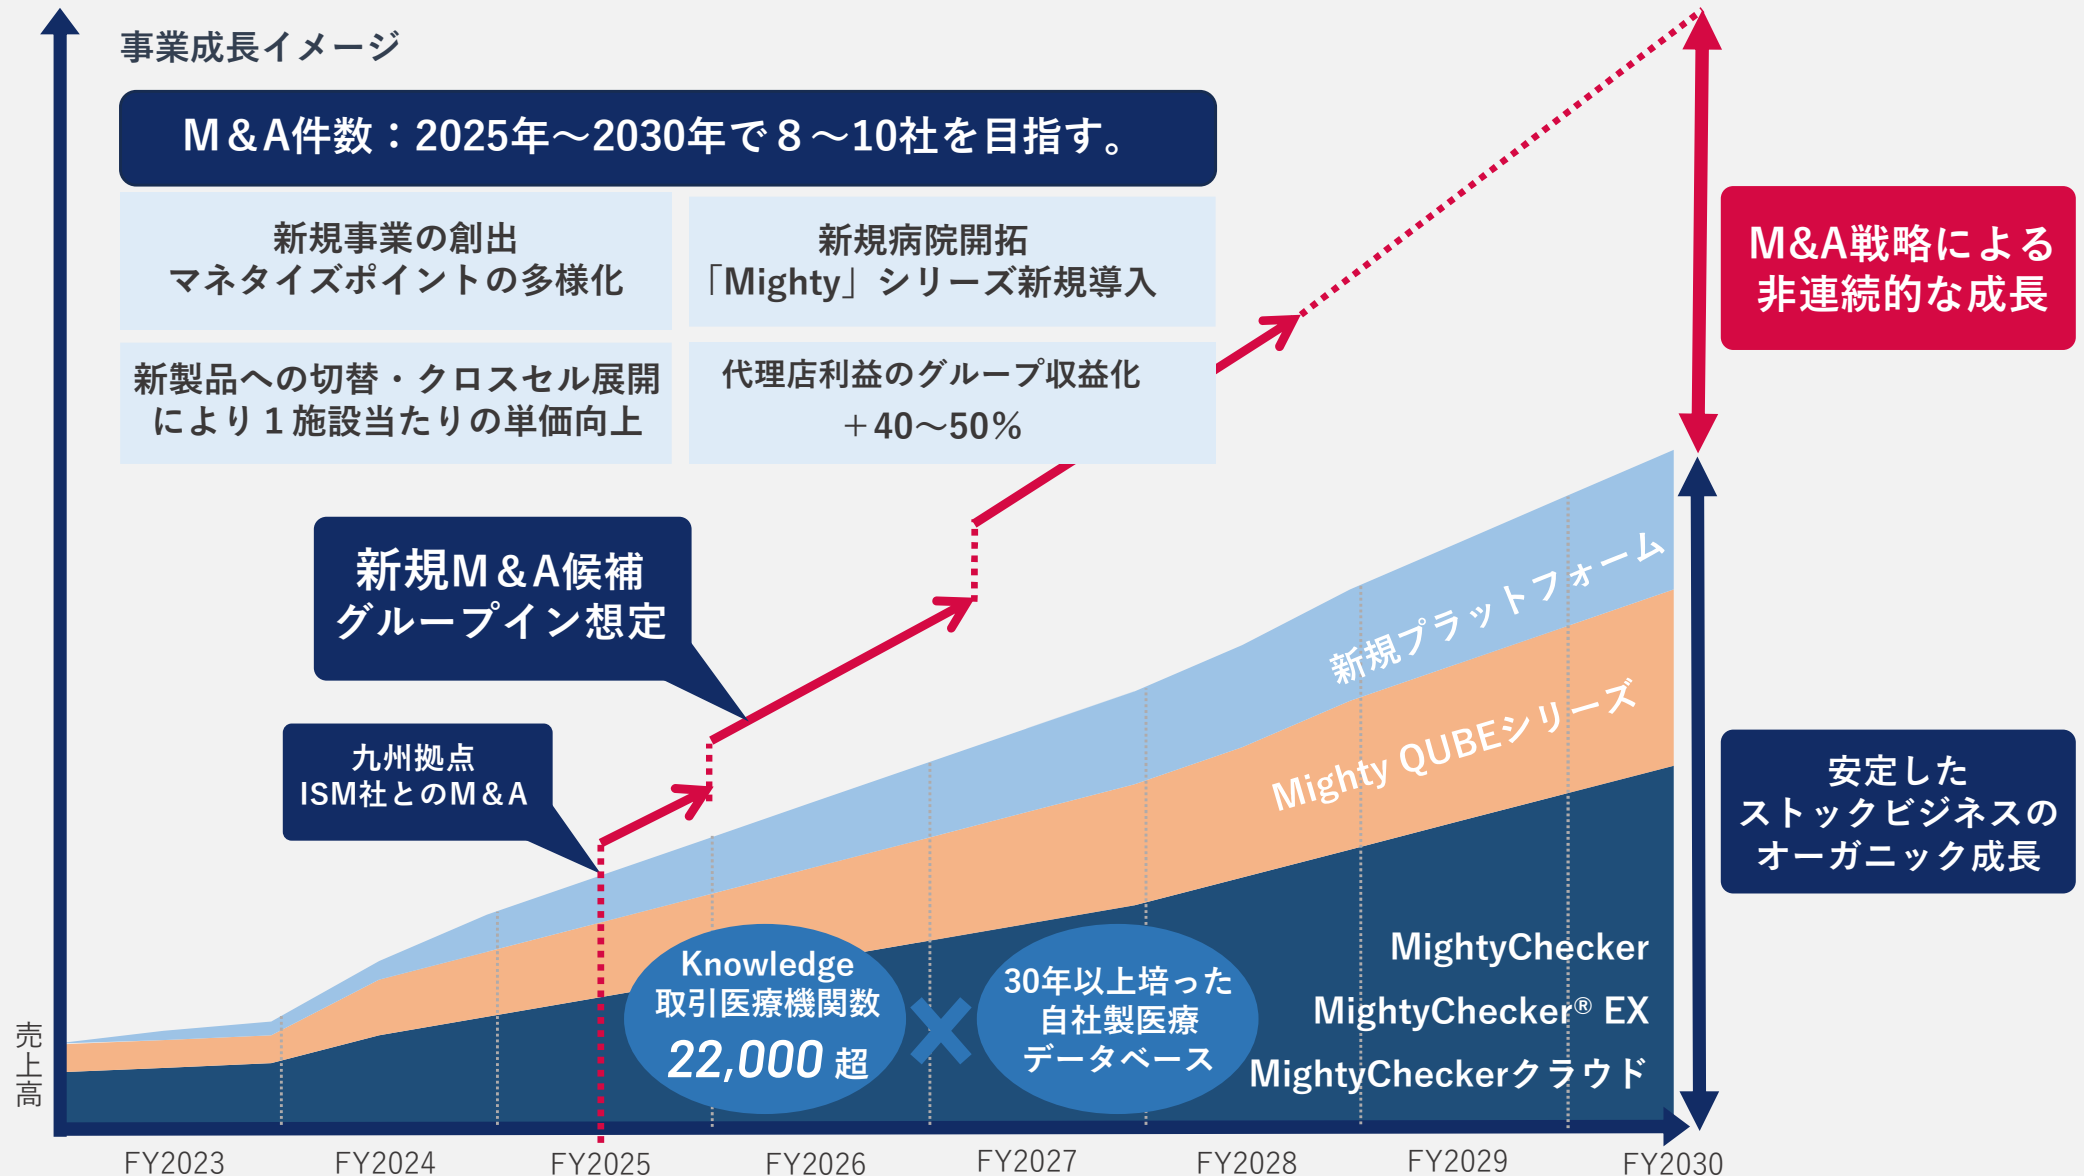 事業成長イメージ
M＆A件数：2025年～2030年で８～10社を目指す。
新規事業の創出
マネタイズポイントの多様化
新規病院開拓
「Mighty」シリーズ新規導入
新製品への切替・クロスセル展開
により１施設当たりの単価向上
代理店利益のグループ収益化
＋40～50%
M&A戦略による
非連続的な成長
新規M＆A候補
グループイン想定
九州拠点
ISM社とのM＆A
新規プラットフォーム
Mighty QUBEシリーズ
安定した
ストックビジネスの
オーガニック成長
Knowledge
取引医療機関数
22,000 超
×
30年以上培った
自社製医療
データベース
MightyChecker
MightyChecker® EX
MightyCheckerクラウド
売上高
FY2023
FY2024
FY2025
FY2026
FY2027
FY2028
FY2029
FY2030